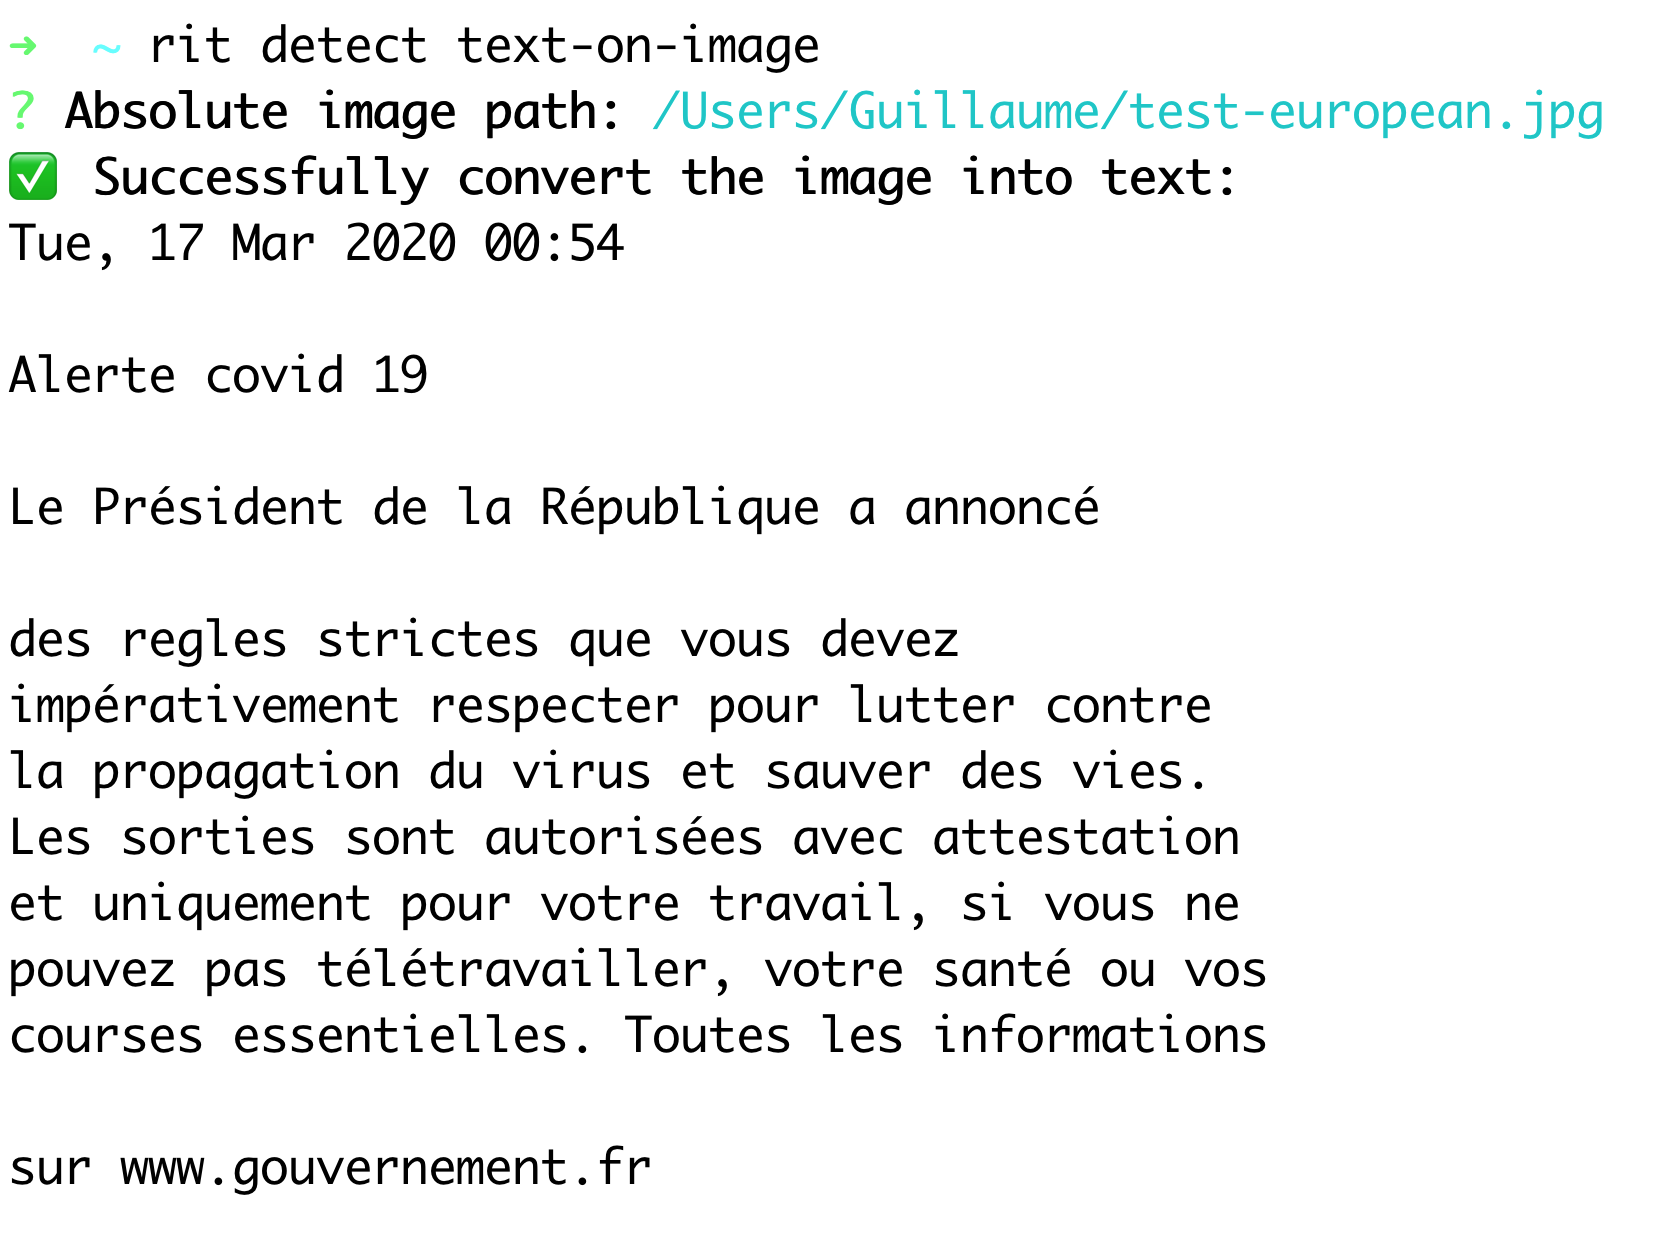 ➜  ~ rit detect text-on-image
? Absolute image path: /Users/Guillaume/test-european.jpg
✅ Successfully convert the image into text:
Tue, 17 Mar 2020 00:54
Alerte covid 19
Le Président de la République a annoncé
des regles strictes que vous devez
impérativement respecter pour lutter contre
la propagation du virus et sauver des vies.
Les sorties sont autorisées avec attestation
et uniquement pour votre travail, si vous ne
pouvez pas télétravailler, votre santé ou vos
courses essentielles. Toutes les informations
sur www.gouvernement.fr